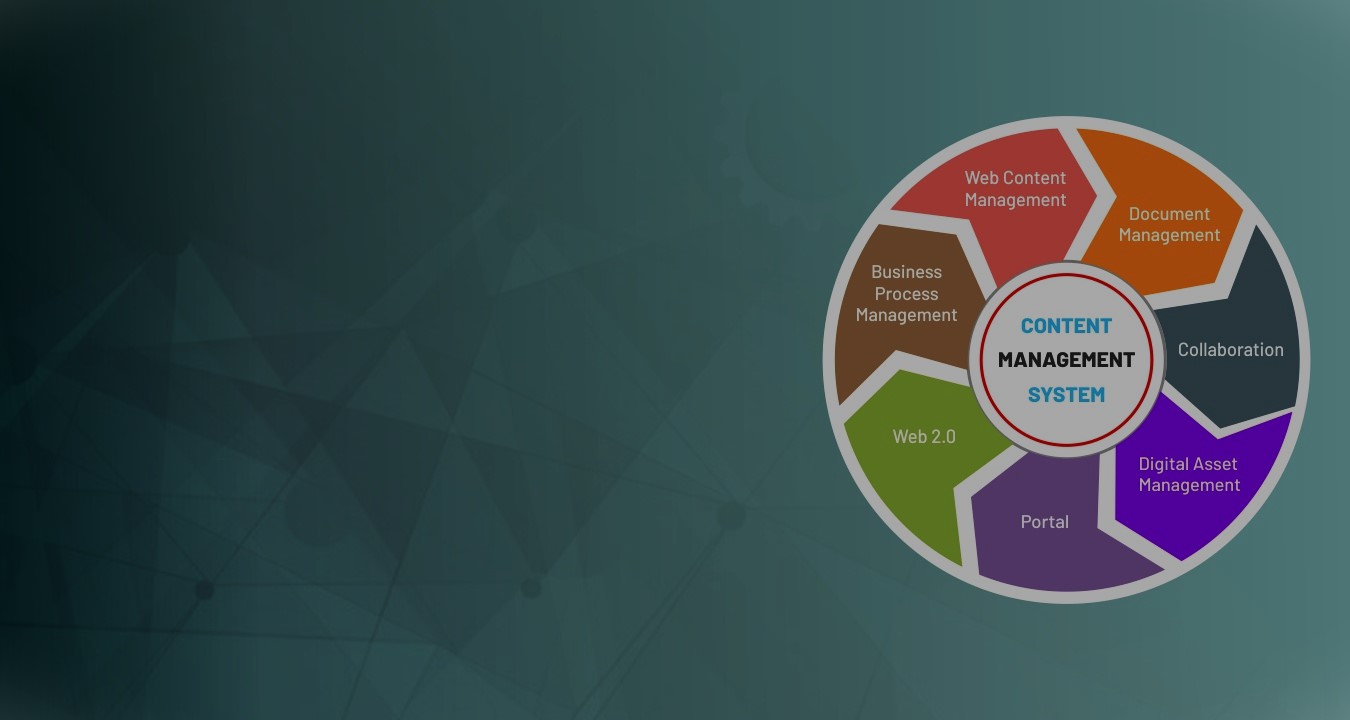 Web Content
Management
Document
Management
Business
Process
Management
CONTENT
MANAGEMENT
SYSTEM
Collaboration
Web 2.0
Digital Asset
Management
Portal